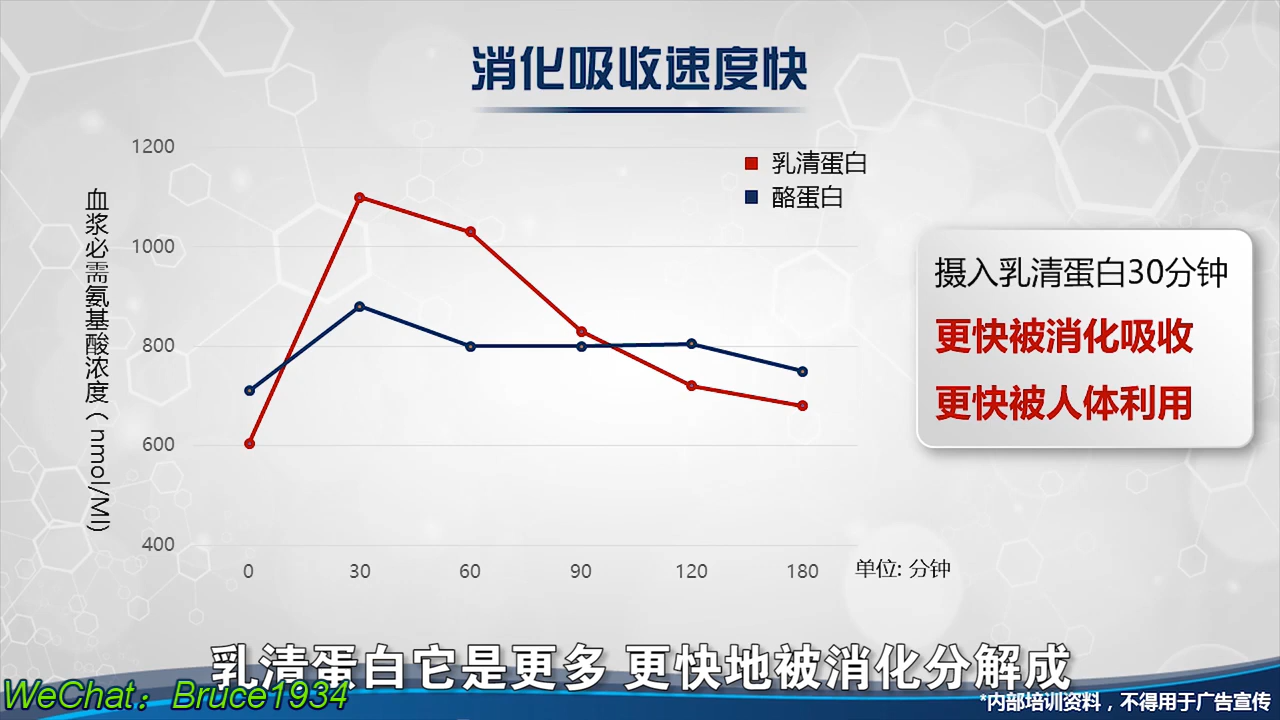 消化吸收速度快
1200
1000
800
600
400
血浆必需氨基酸浓度（nmol/Ml）
乳清蛋白
酪蛋白
0 30 60 90 120 180 单位: 分钟
摄入乳清蛋白30分钟
更快被消化吸收
更快被人体利用
乳清蛋白它是更多 更快地被消化分解成
WeChat：Bruce1934
*内部培训资料，不得用于广告宣传